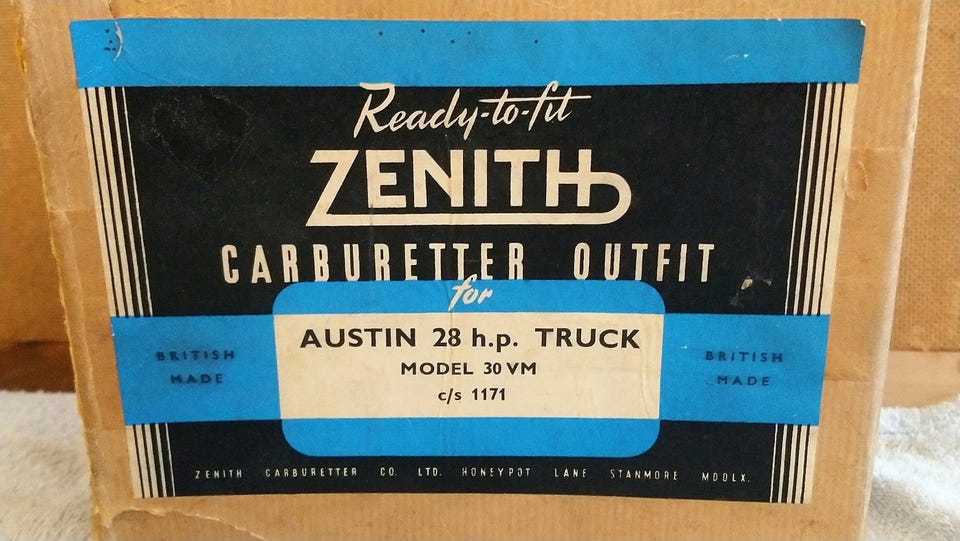 Ready-to-fit
ZENITH
CARBURETTER OUTFIT
for
AUSTIN 28 h.p. TRUCK
MODEL 30 VM
c/s 1171
BRITISH
MADE
BRITISH
MADE
ZENITH CARBURETTER CO. LTD. HONEYPOT LANE STANMORE MDDLX.